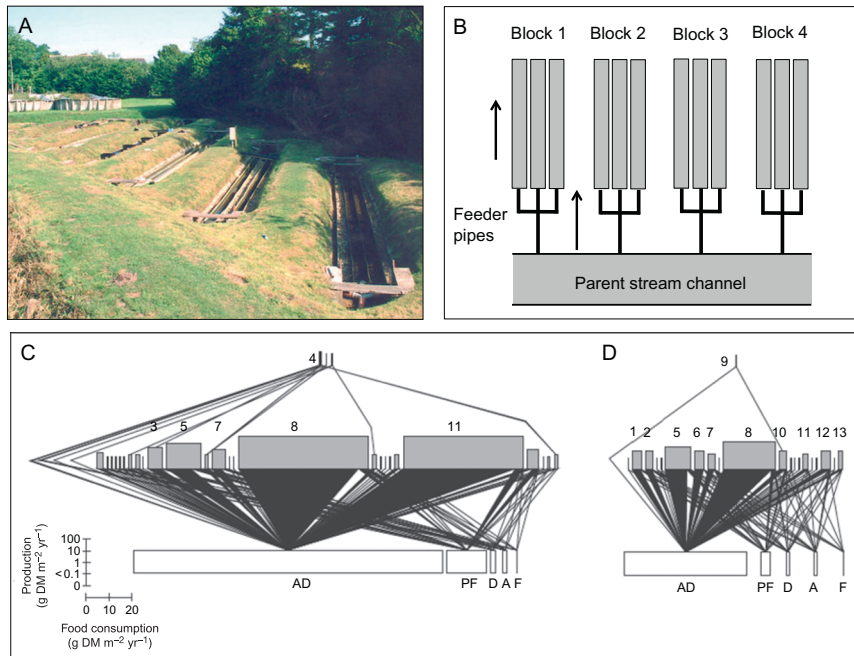 A
B
Block 1
Block 2
Block 3
Block 4
Feeder
pipes
Parent stream channel
C
4
3
5
7
8
11
Production
(g DM m⁻² yr⁻¹)
100
10
1
<0.1
0
0 10 20
Food consumption
(g DM m⁻² yr⁻¹)
AD
PF
D
A
F
D
9
1
2
5
6
7
8
10
11
12
13
AD
PF
D
A
F